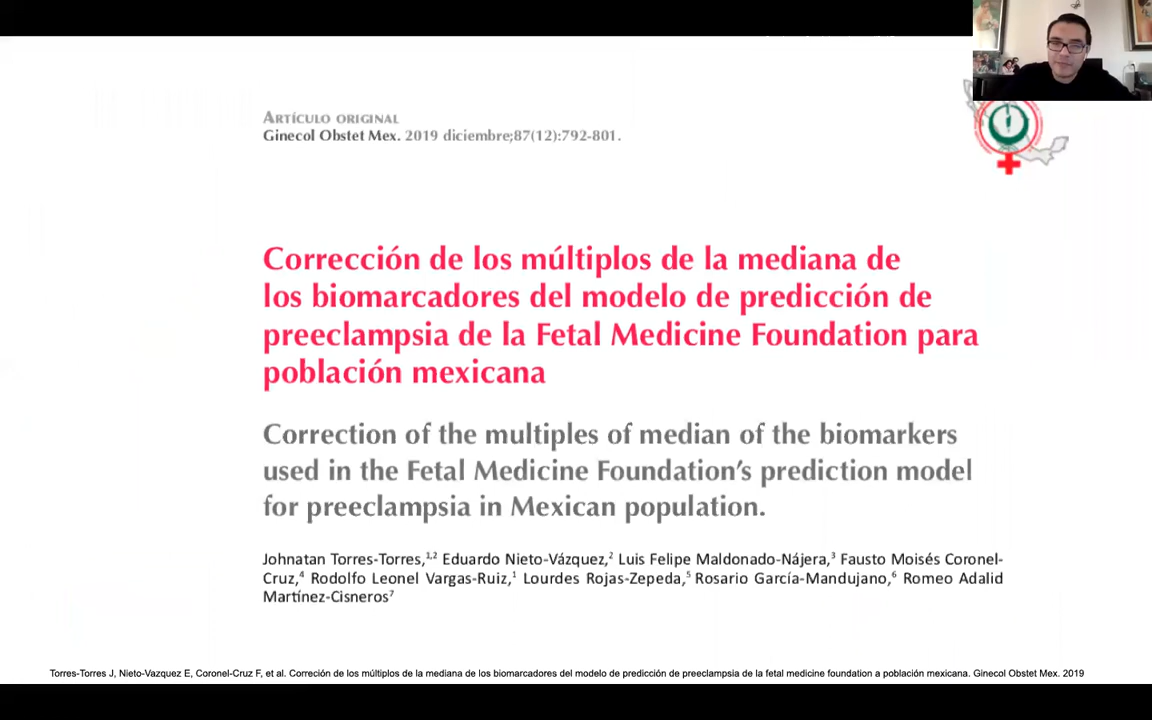 ARTÍCULO ORIGINAL
Ginecol Obstet Mex. 2019 diciembre;87(12):792-801.
Corrección de los múltiplos de la mediana de
los biomarcadores del modelo de predicción de
preeclampsia de la Fetal Medicine Foundation para
población mexicana
Correction of the multiples of median of the biomarkers
used in the Fetal Medicine Foundation’s prediction model
for preeclampsia in Mexican population.
Johnatan Torres-Torres,1,2 Eduardo Nieto-Vázquez,2 Luis Felipe Maldonado-Nájera,3 Fausto Moisés Coronel-
Cruz,4 Rodolfo Leonel Vargas-Ruiz,1 Lourdes Rojas-Zepeda,5 Rosario García-Mandujano,6 Romeo Adalid
Martínez-Cisneros7
Torres-Torres J, Nieto-Vazquez E, Coronel-Cruz F, et al. Correción de los múltiplos de la mediana de los biomarcadores del modelo de predicción de preeclampsia de la fetal medicine foundation a población mexicana. Ginecol Obstet Mex. 2019